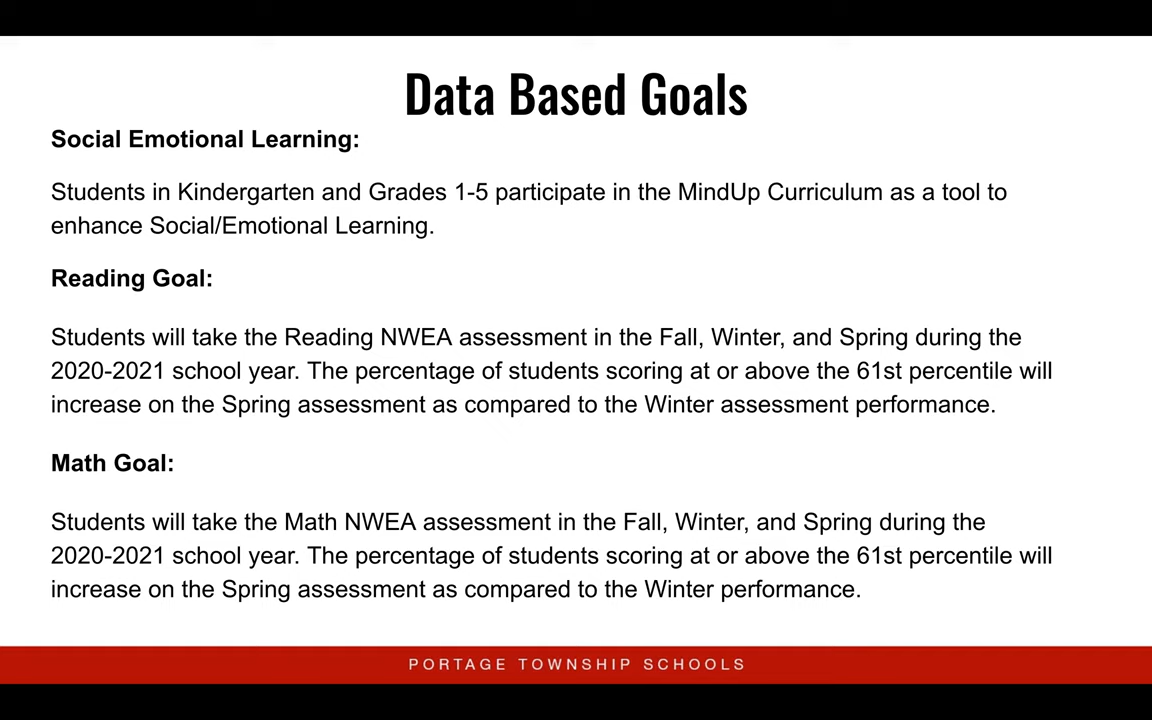 Data Based Goals
Social Emotional Learning:
Students in Kindergarten and Grades 1-5 participate in the MindUp Curriculum as a tool to
enhance Social/Emotional Learning.
Reading Goal:
Students will take the Reading NWEA assessment in the Fall, Winter, and Spring during the
2020-2021 school year. The percentage of students scoring at or above the 61st percentile will
increase on the Spring assessment as compared to the Winter assessment performance.
Math Goal:
Students will take the Math NWEA assessment in the Fall, Winter, and Spring during the
2020-2021 school year. The percentage of students scoring at or above the 61st percentile will
increase on the Spring assessment as compared to the Winter performance.
PORTAGE TOWNSHIP SCHOOLS